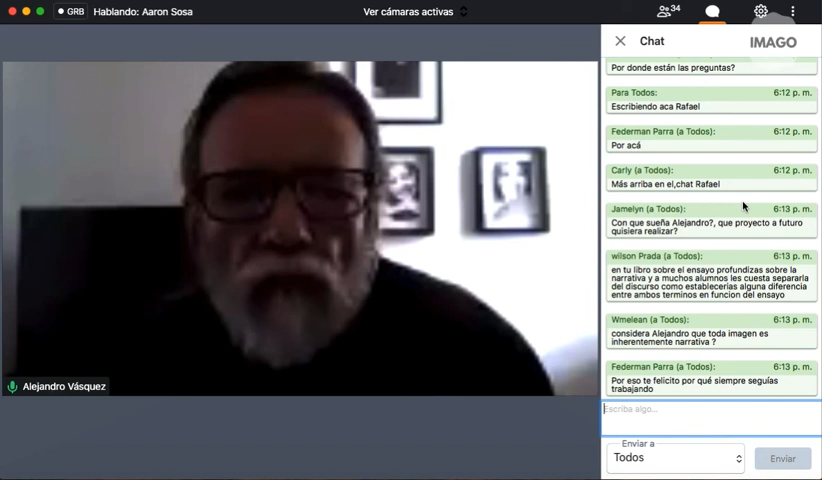 GRB
Hablando: Aaron Sosa
Ver cámaras activas
34
Chat
IMAGO
Por donde están las preguntas?
Para Todos: 6:12 p. m.
Escribiendo aca Rafael
Federman Parra (a Todos): 6:12 p. m.
Por acá
Carly (a Todos): 6:12 p. m.
Más arriba en el,chat Rafael
Jamelyn (a Todos): 6:13 p. m.
Con que sueña Alejandro?, que proyecto a futuro
quisiera realizar?
wilson Prada (a Todos): 6:13 p. m.
en tu libro sobre el ensayo profundizas sobre la
narrativa y a muchos alumnos les cuesta separarla
del discurso como establecerias alguna diferencia
entre ambos terminos en funcion del ensayo
Wmelean (a Todos): 6:13 p. m.
considera Alejandro que toda imagen es
inherentemente narrativa ?
Federman Parra (a Todos): 6:13 p. m.
Por eso te felicito por qué siempre seguías
trabajando
Alejandro Vásquez
Escriba algo...
Enviar a
Todos
Enviar